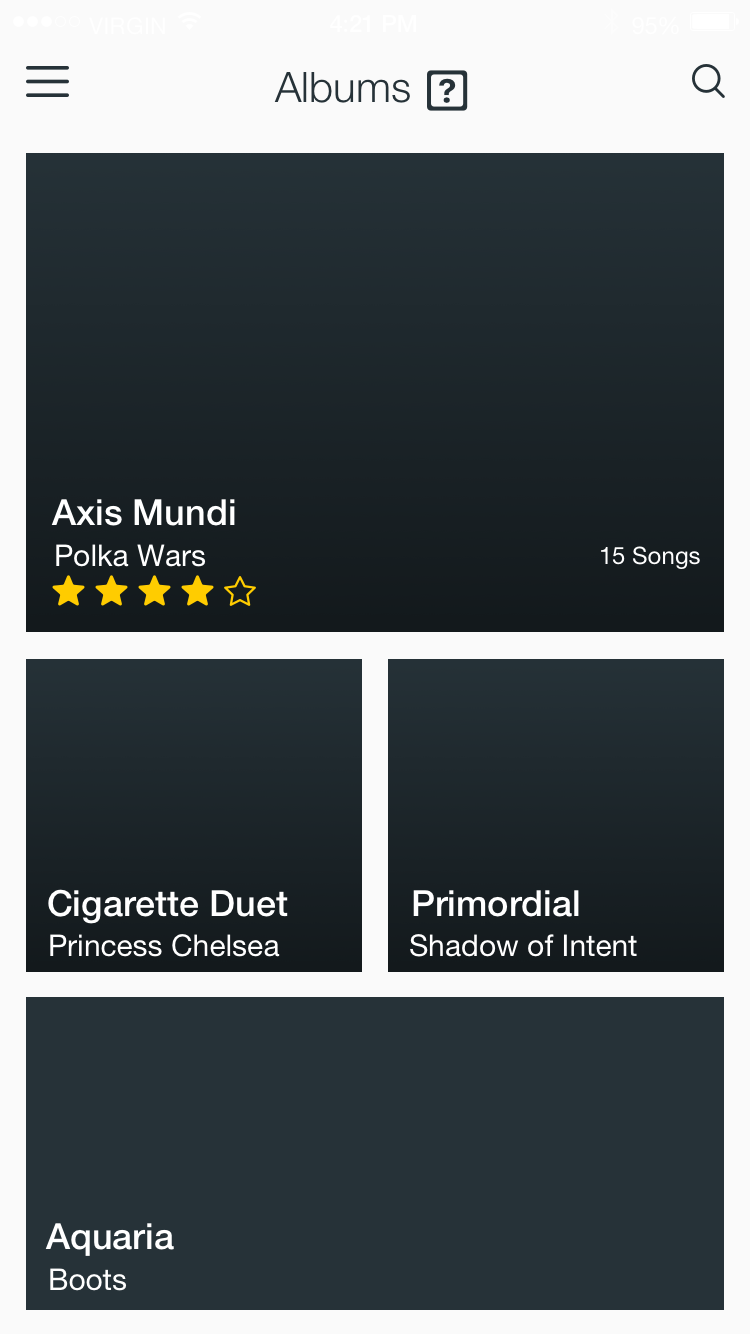 VIRGIN 4:21 PM 95%
Albums ?
Axis Mundi
Polka Wars
15 Songs
Cigarette Duet
Princess Chelsea
Primordial
Shadow of Intent
Aquaria
Boots